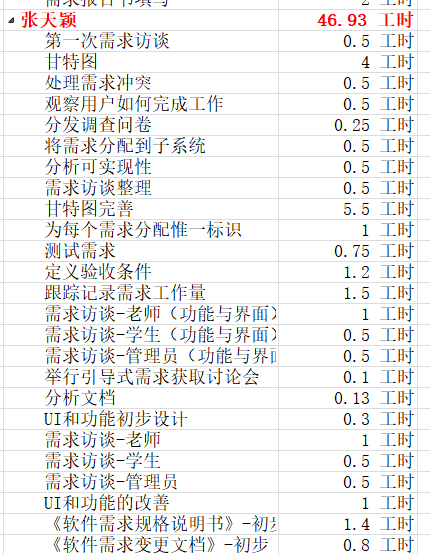 需求报告书填写 2 工时
张天颖 46.93 工时
第一次需求访谈 0.5 工时
甘特图 4 工时
处理需求冲突 0.5 工时
观察用户如何完成工作 0.5 工时
分发调查问卷 0.25 工时
将需求分配到子系统 0.5 工时
分析可实现性 0.5 工时
需求访谈整理 0.5 工时
甘特图完善 5.5 工时
为每个需求分配惟一标识 1 工时
测试需求 0.75 工时
定义验收条件 1.2 工时
跟踪记录需求工作量 1.5 工时
需求访谈-老师（功能与界面） 1 工时
需求访谈-学生（功能与界面） 0.5 工时
需求访谈-管理员（功能与界面 0.5 工时
举行引导式需求获取讨论会 0.1 工时
分析文档 0.13 工时
UI和功能初步设计 0.3 工时
需求访谈-老师 1 工时
需求访谈-学生 0.5 工时
需求访谈-管理员 0.5 工时
UI和功能的改善 1 工时
《软件需求规格说明书》-初步 1.4 工时
《软件需求变更文档》-初步 0.8 工时